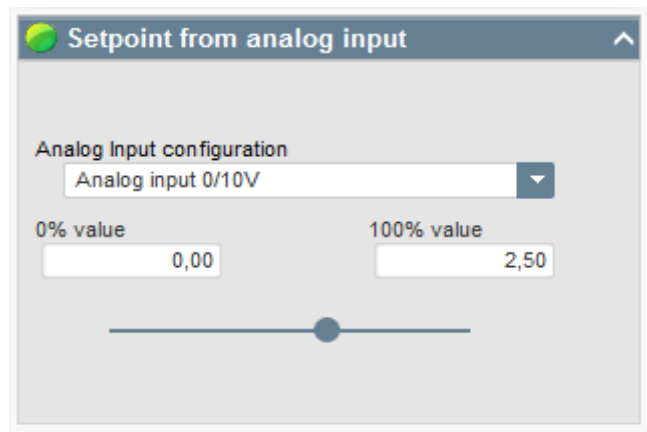 Setpoint from analog input
Analog Input configuration
Analog input 0/10V
0% value 100% value
0,00 2,50